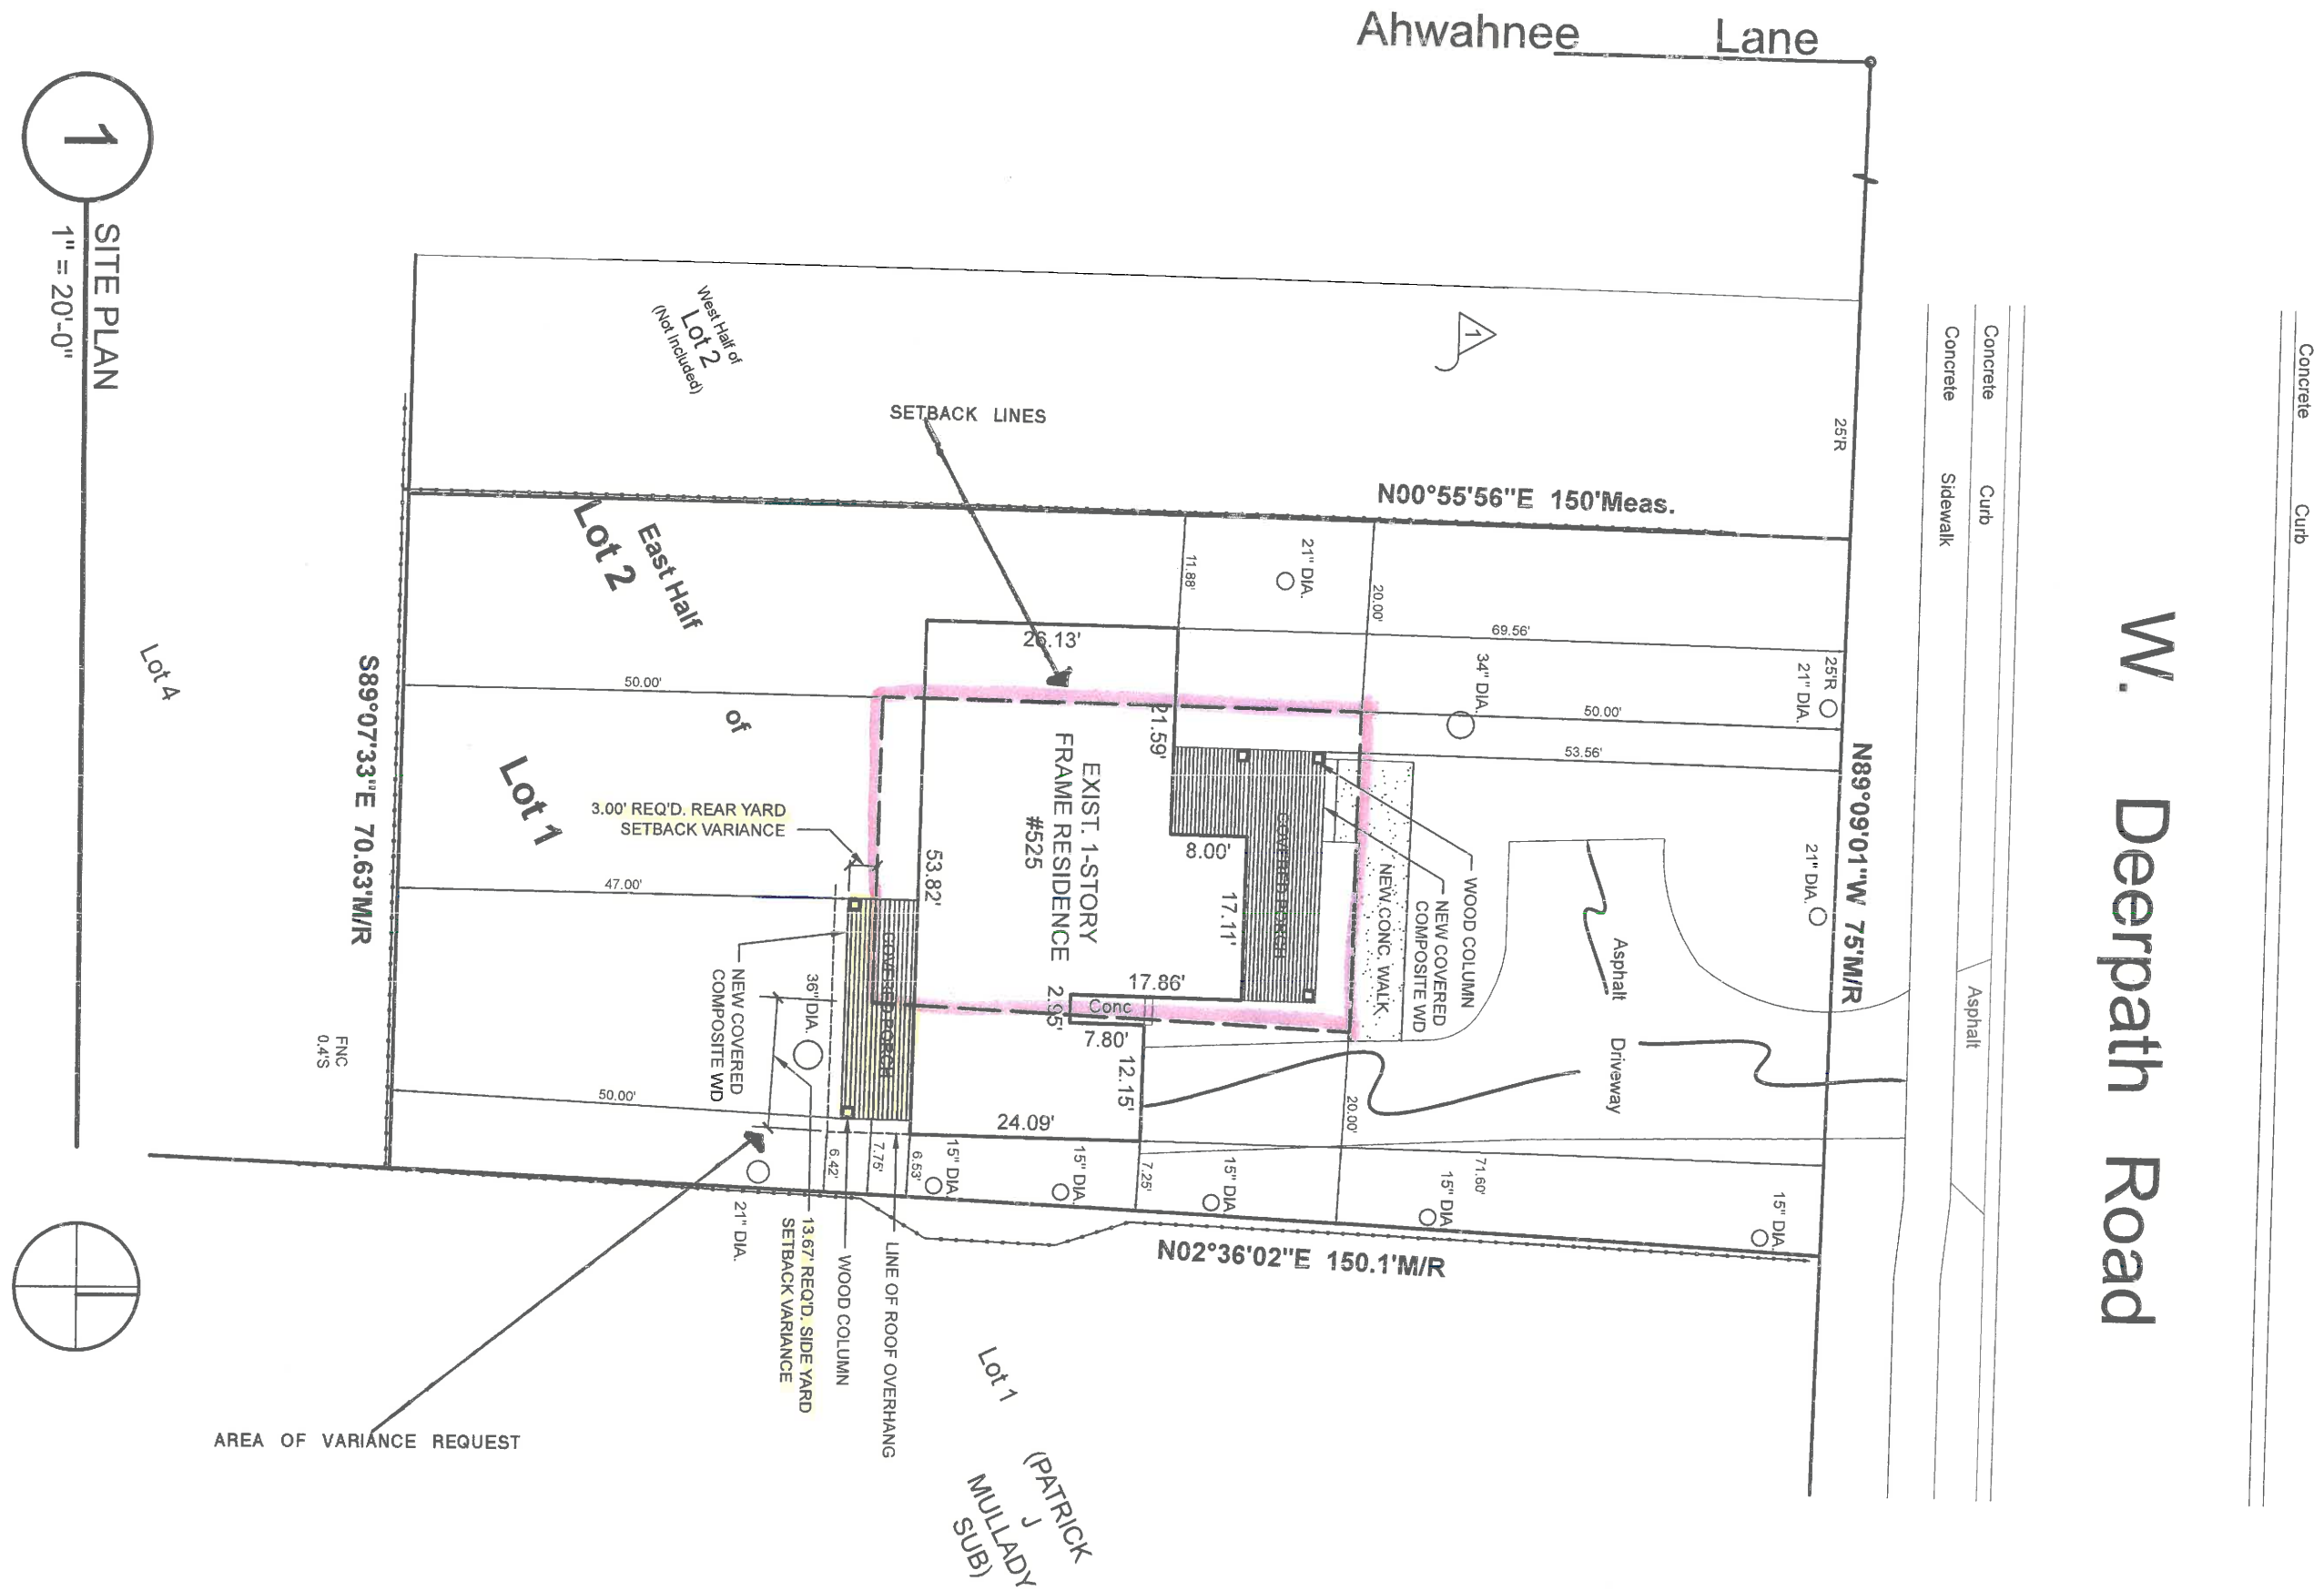 Ahwahnee Lane
W. Deerpath Road
Concrete Curb
Concrete Curb
Concrete Sidewalk
Asphalt
1
SITE PLAN
1" = 20'-0"
West Half of
Lot 2
(Not Included)
1
25'R
SETBACK LINES
N00°55'56"E 150'Meas.
East Half
Lot 2
of
Lot 1
11.88'
21" DIA.
20.00'
69.56'
26.13'
34" DIA.
25'R
21" DIA.
50.00'
50.00'
53.56'
21.59'
S89°07'33"E 70.63'M/R
N89°09'01"W 75'M/R
Lot 4
EXIST. 1-STORY
FRAME RESIDENCE
#525
3.00' REQ'D. REAR YARD
SETBACK VARIANCE
COVERED PORCH
8.00'
17.11'
NEW CONC. WALK
WOOD COLUMN
NEW COVERED
COMPOSITE WD
21" DIA.
Asphalt
Driveway
47.00'
53.82'
COVERED PORCH
17.86'
2.95'
Conc
7.80'
12.15'
24.09'
36" DIA.
NEW COVERED
COMPOSITE WD
FNC
0.4'S
50.00'
20.00'
6.42'
7.75'
6.53'
15" DIA.
15" DIA.
7.25'
15" DIA.
71.60'
15" DIA.
15" DIA.
21" DIA.
13.67' REQ'D. SIDE YARD
SETBACK VARIANCE
WOOD COLUMN
LINE OF ROOF OVERHANG
N02°36'02"E 150.1'M/R
AREA OF VARIANCE REQUEST
Lot 1
(PATRICK
J
MULLADY
SUB)